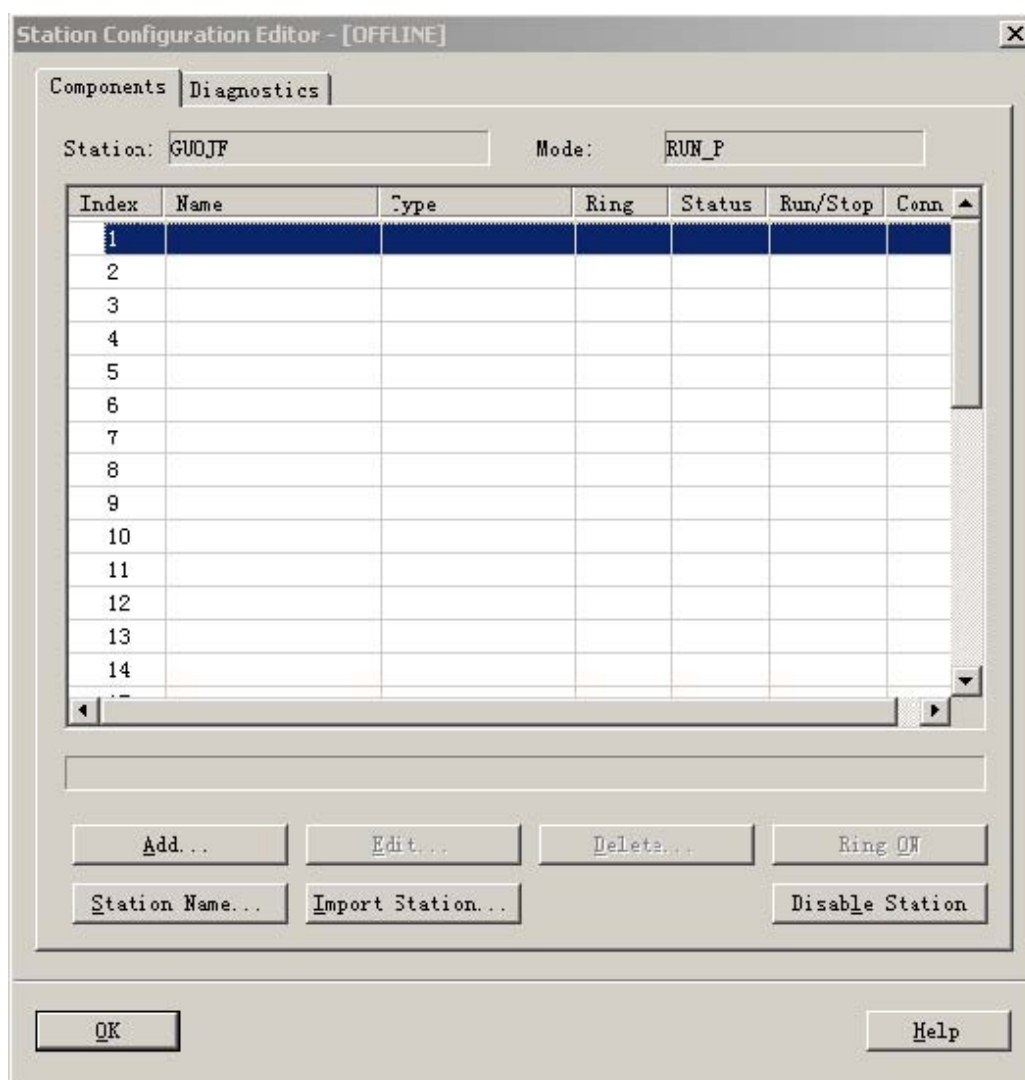 Station Configuration Editor - [OFFLINE]
Components Diagnostics
Station: GUOJF Mode: RUN_P
Index Name Type Ring Status Run/Stop Conn
1
2
3
4
5
6
7
8
9
10
11
12
13
14
Add... Edit... Delete... Ring ON
Station Name... Import Station... Disable Station
OK Help